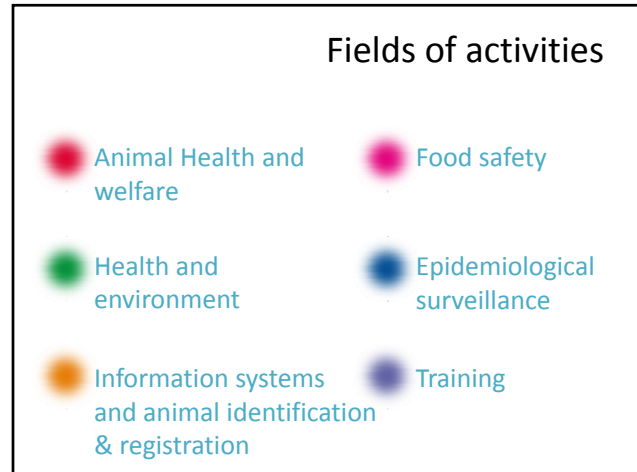 Fields of activities
Animal Health and
welfare
Food safety
Health and
environment
Epidemiological
surveillance
Information systems
and animal identification
& registration
Training